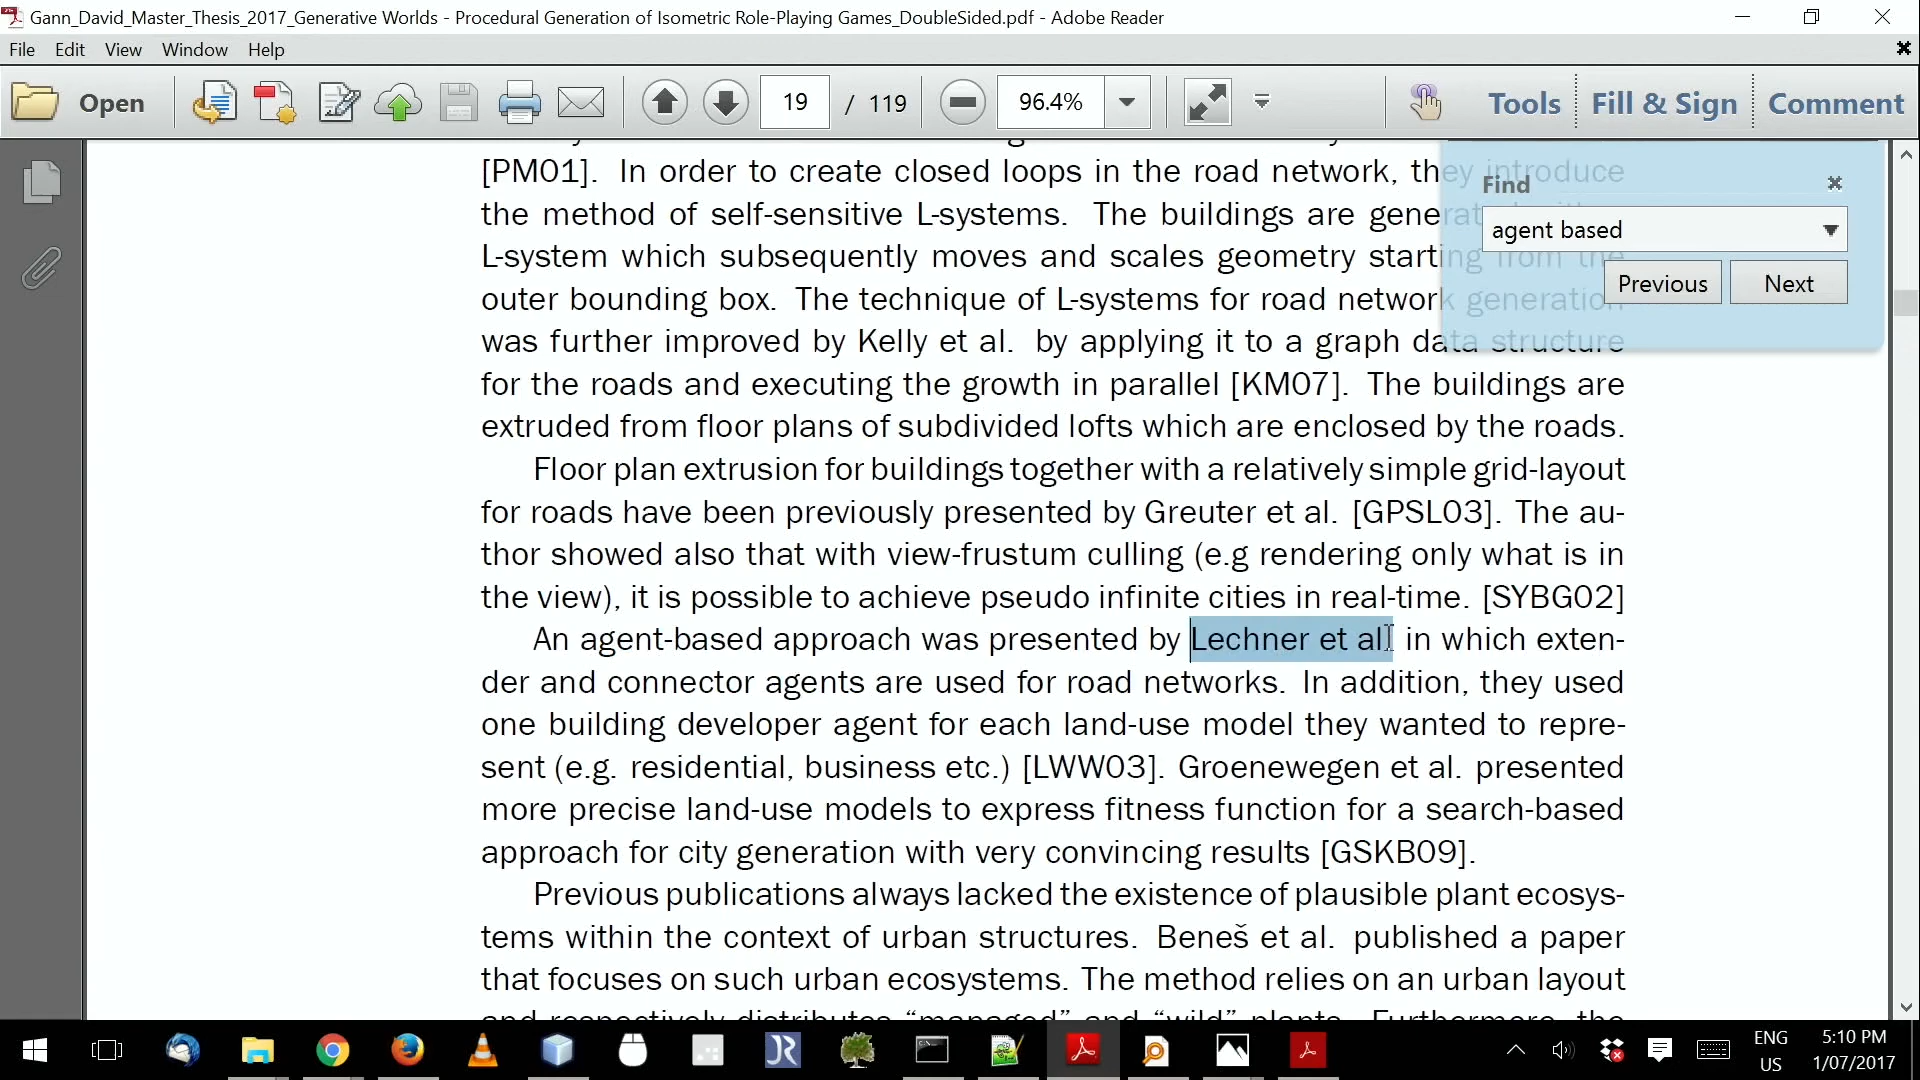 Gann_David_Master_Thesis_2017_Generative Worlds - Procedural Generation of Isometric Role-Playing Games_DoubleSided.pdf - Adobe Reader
File Edit View Window Help
Open 19 / 119 96.4% Tools Fill & Sign Comment
Find
agent based
Previous Next
[PM01]. In order to create closed loops in the road network, they introduce
the method of self-sensitive L-systems. The buildings are generated with
L-system which subsequently moves and scales geometry starting from the
outer bounding box. The technique of L-systems for road network generation
was further improved by Kelly et al. by applying it to a graph data structure
for the roads and executing the growth in parallel [KM07]. The buildings are
extruded from floor plans of subdivided lofts which are enclosed by the roads.
Floor plan extrusion for buildings together with a relatively simple grid-layout
for roads have been previously presented by Greuter et al. [GPSL03]. The au-
thor showed also that with view-frustum culling (e.g rendering only what is in
the view), it is possible to achieve pseudo infinite cities in real-time. [SYBG02]
An agent-based approach was presented by Lechner et al. in which exten-
der and connector agents are used for road networks. In addition, they used
one building developer agent for each land-use model they wanted to repre-
sent (e.g. residential, business etc.) [LWW03]. Groenewegen et al. presented
more precise land-use models to express fitness function for a search-based
approach for city generation with very convincing results [GSKB09].
Previous publications always lacked the existence of plausible plant ecosys-
tems within the context of urban structures. Beneš et al. published a paper
that focuses on such urban ecosystems. The method relies on an urban layout
and respectively distributes "managed" and "wild" plants. Furthermore, the
ENG
US
5:10 PM
1/07/2017